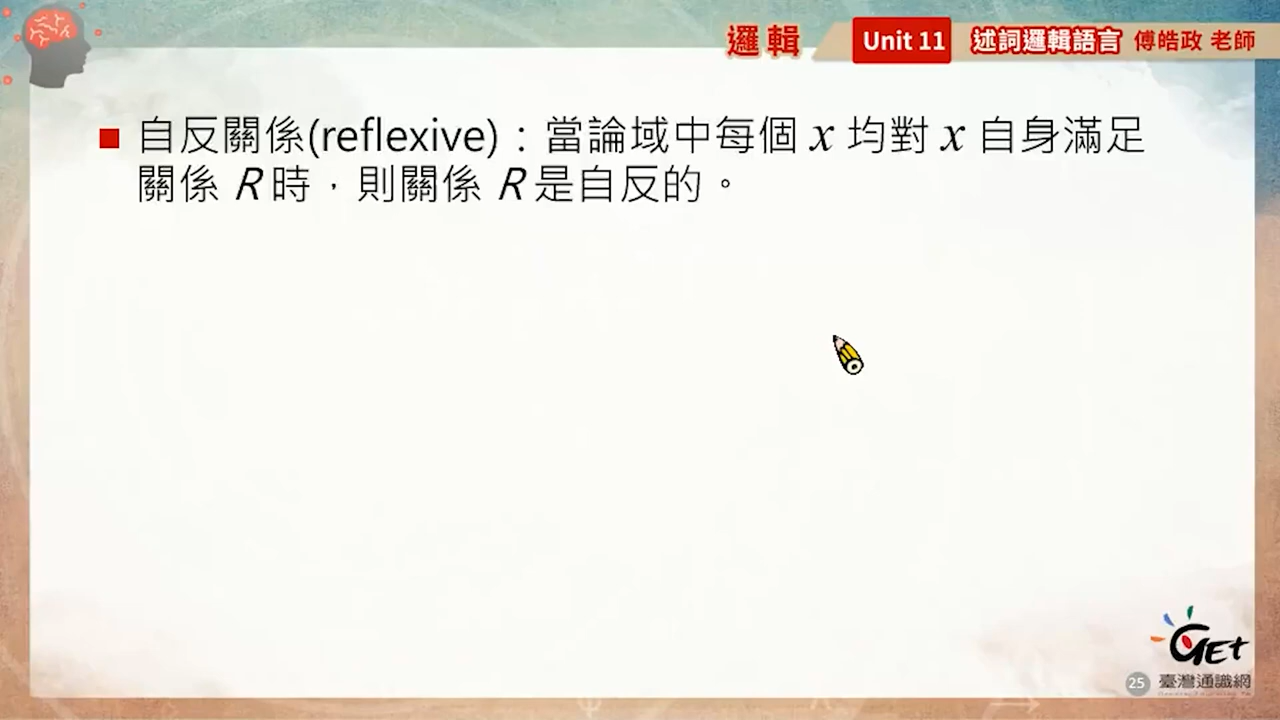 邏輯 Unit 11 述詞邏輯語言 傅皓政 老師
自反關係(reflexive)：當論域中每個 x 均對 x 自身滿足
關係 R 時，則關係 R 是自反的。
GET
25 臺灣通識網